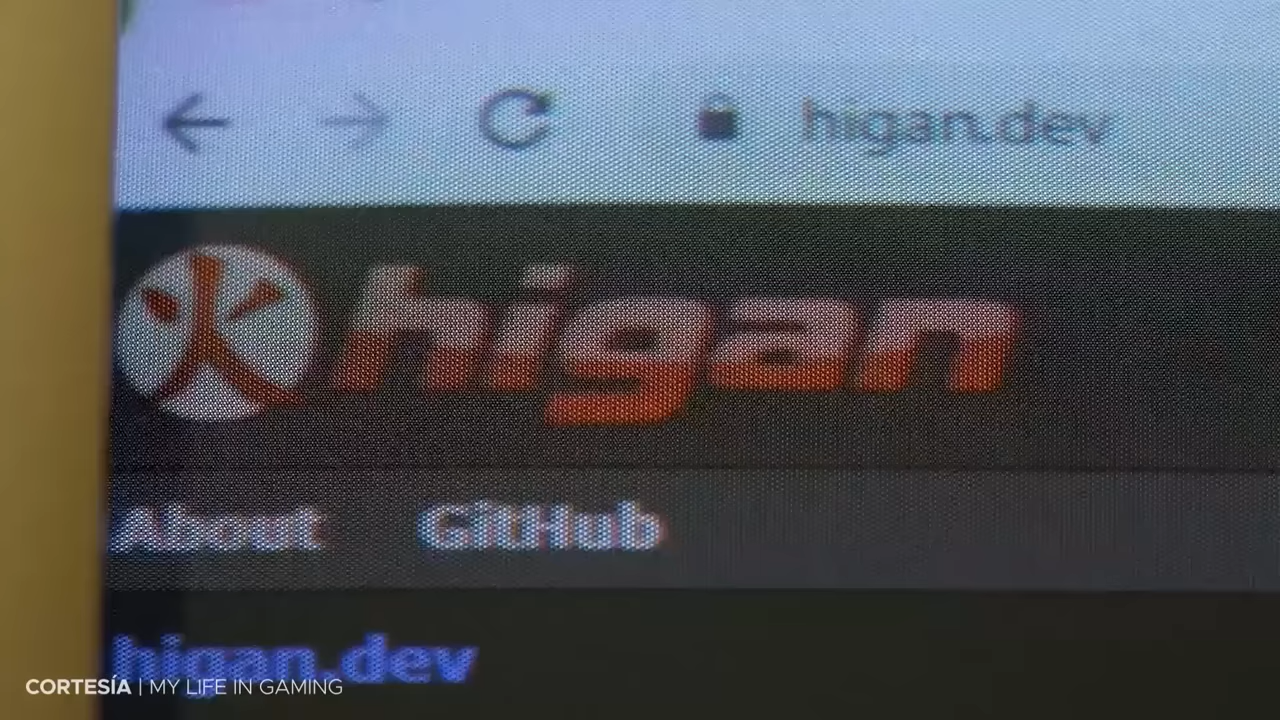 higan.dev
higan
About GitHub
higan.dev
CORTESÍA | MY LIFE IN GAMING